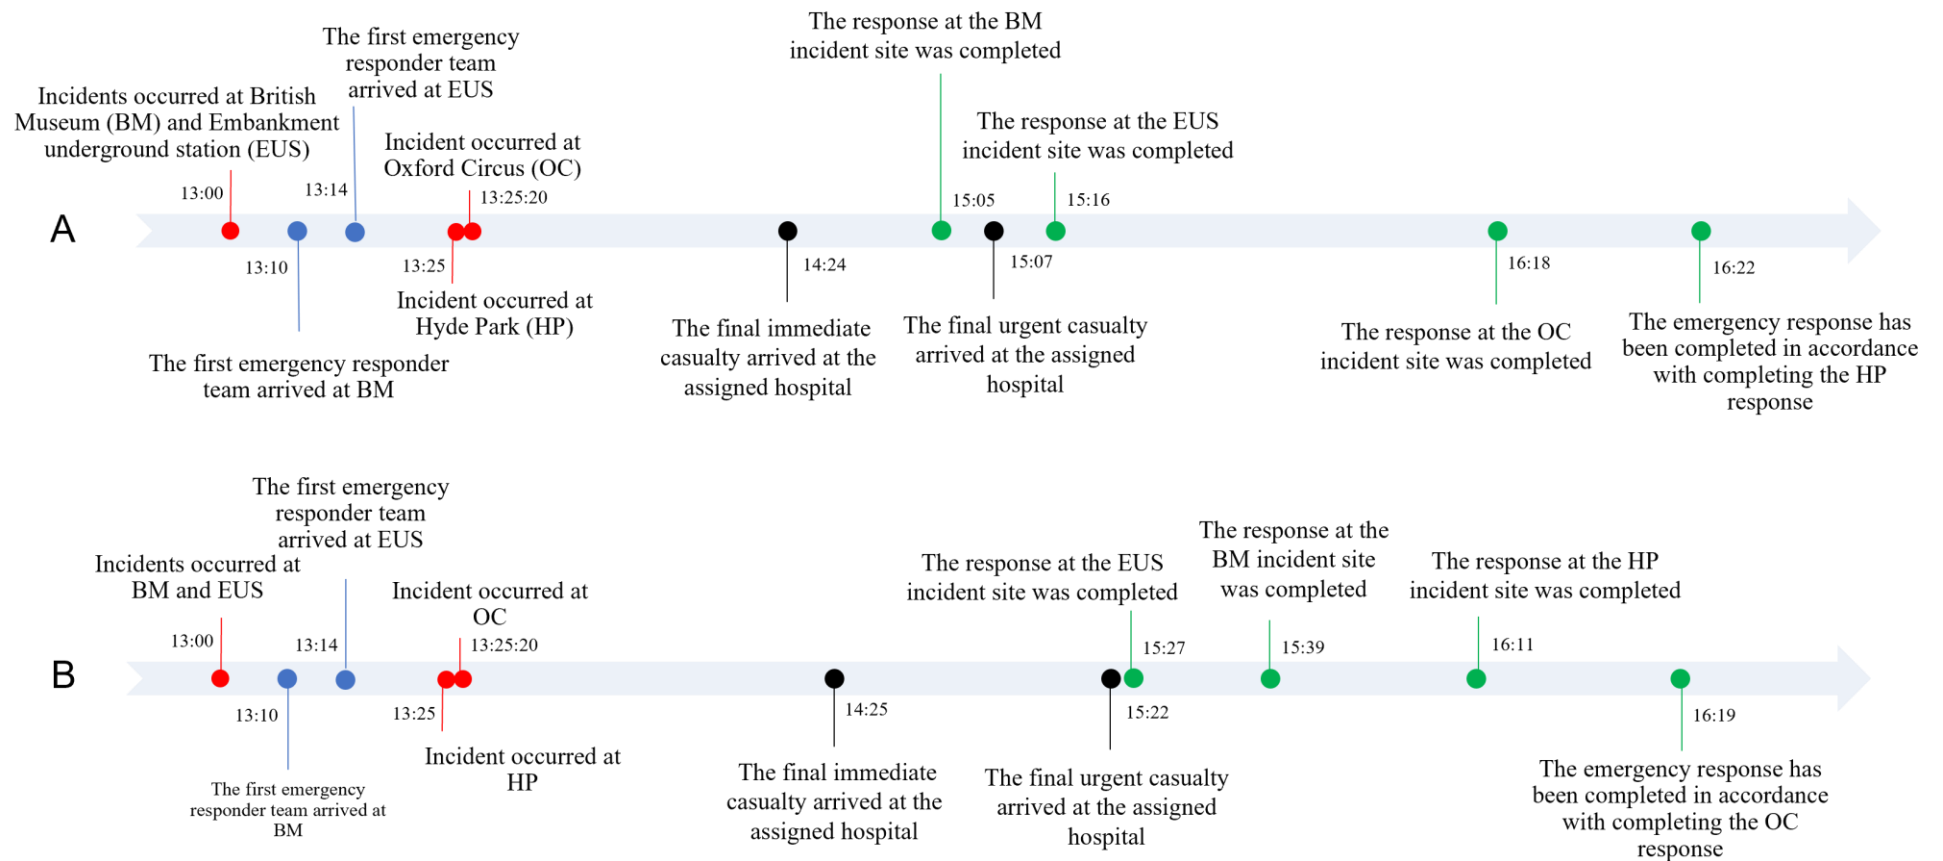 The first emergency
responder team
arrived at EUS
The response at the BM
incident site was completed
Incidents occurred at British
Museum (BM) and Embankment
underground station (EUS)
Incident occurred at
Oxford Circus (OC)
The response at the EUS
incident site was completed
13:00
13:14
13:25:20
15:05
15:16
A
13:10
13:25
14:24
15:07
16:18
16:22
The first emergency responder
team arrived at BM
Incident occurred at
Hyde Park (HP)
The final immediate
casualty arrived at the
assigned hospital
The final urgent casualty
arrived at the assigned
hospital
The response at the OC
incident site was completed
The emergency response has
been completed in accordance
with completing the HP
response
The first emergency
responder team
arrived at EUS
Incidents occurred at
BM and EUS
Incident occurred at
OC
The response at the EUS
incident site was completed
The response at the
BM incident site
was completed
The response at the HP
incident site was completed
13:00
13:14
13:25:20
15:27
15:39
16:11
B
13:10
13:25
14:25
15:22
16:19
The first emergency
responder team arrived at
BM
Incident occurred at
HP
The final immediate
casualty arrived at the
assigned hospital
The final urgent casualty
arrived at the assigned
hospital
The emergency response has
been completed in accordance
with completing the OC
response